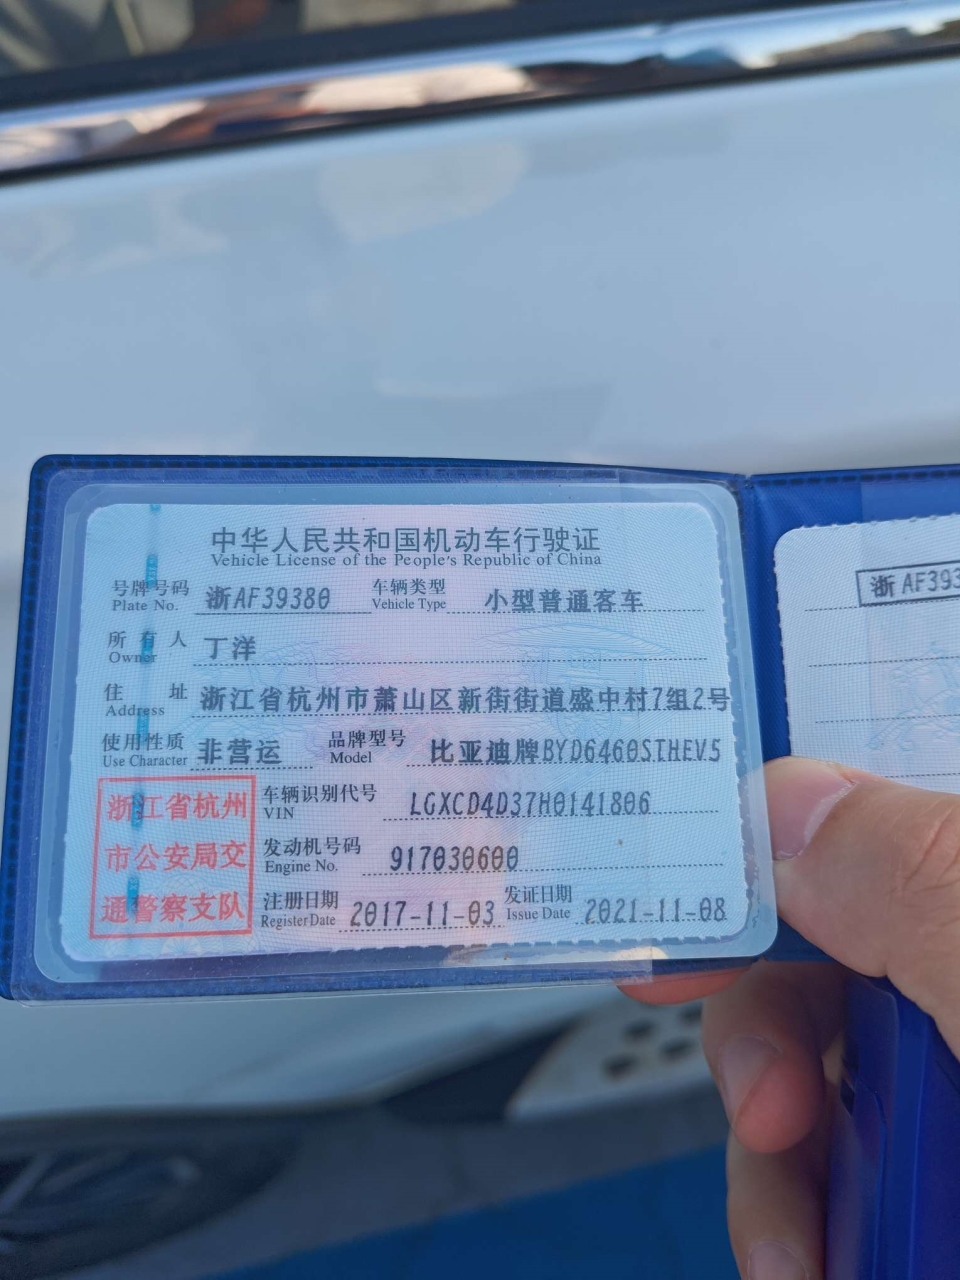 中华人民共和国机动车行驶证
Vehicle License of the People's Republic of China
号牌号码 浙AF39380 车辆类型 小型普通客车
Plate No. Vehicle Type
所有人 丁洋
Owner
住址 浙江省杭州市萧山区新街街道盛中村7组2号
Address
使用性质 非营运 品牌型号 比亚迪牌BYD6460STHEV5
Use Character Model
浙江省杭州
市公安局交
通警察支队
车辆识别代号 LGXCD4D37H0141806
VIN
发动机号码 917030600
Engine No.
注册日期 2017-11-03 发证日期 2021-11-08
Register Date Issue Date
浙AF393